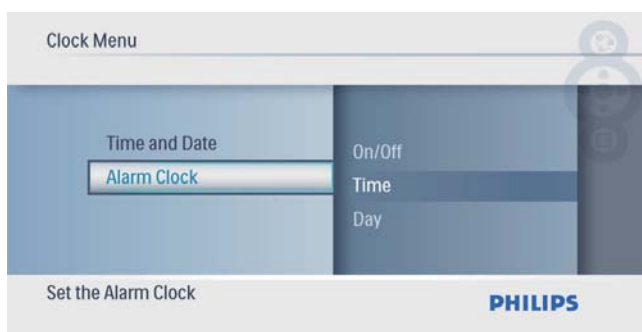 Clock Menu
Time and Date
Alarm Clock
On/Off
Time
Day
Set the Alarm Clock
PHILIPS